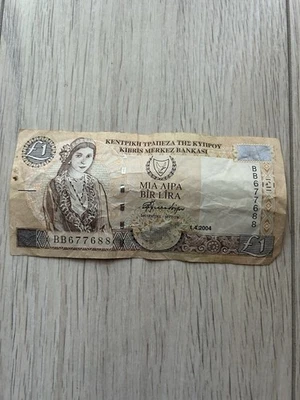 ΚΕΝΤΡΙΚΗ ΤΡΑΠΕΖΑ ΤΗΣ ΚΥΠΡΟΥ
KIBRIS MERKEZ BANKASI
£1
ΜΙΑ ΛΙΡΑ
BİR LİRA
BB677688
BB677688
1.4.2004
£1